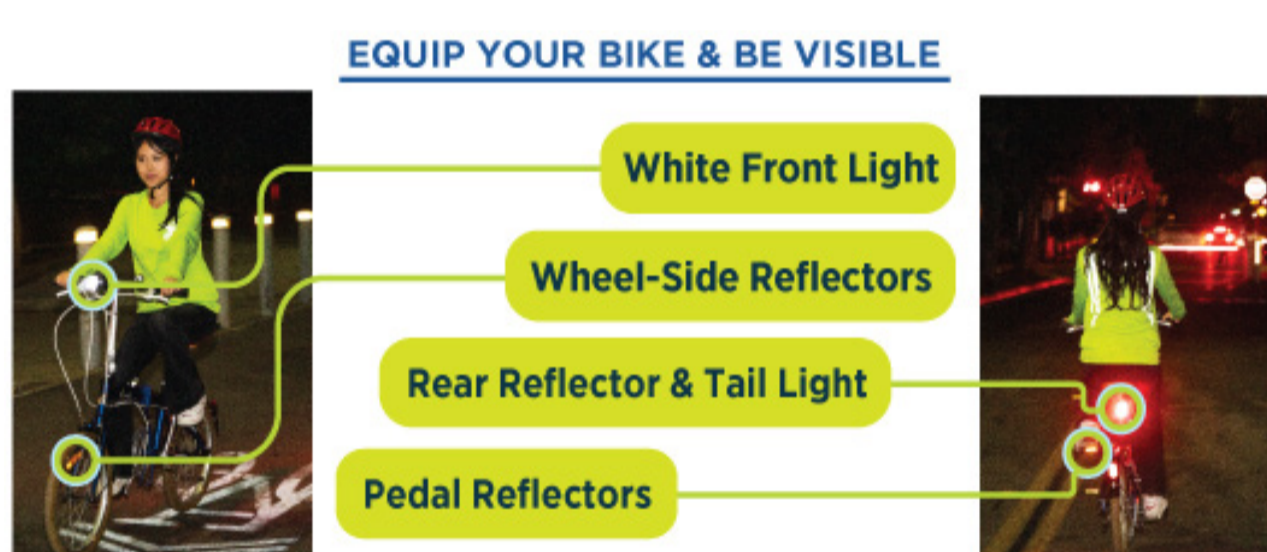 EQUIP YOUR BIKE & BE VISIBLE
White Front Light
Wheel-Side Reflectors
Rear Reflector & Tail Light
Pedal Reflectors